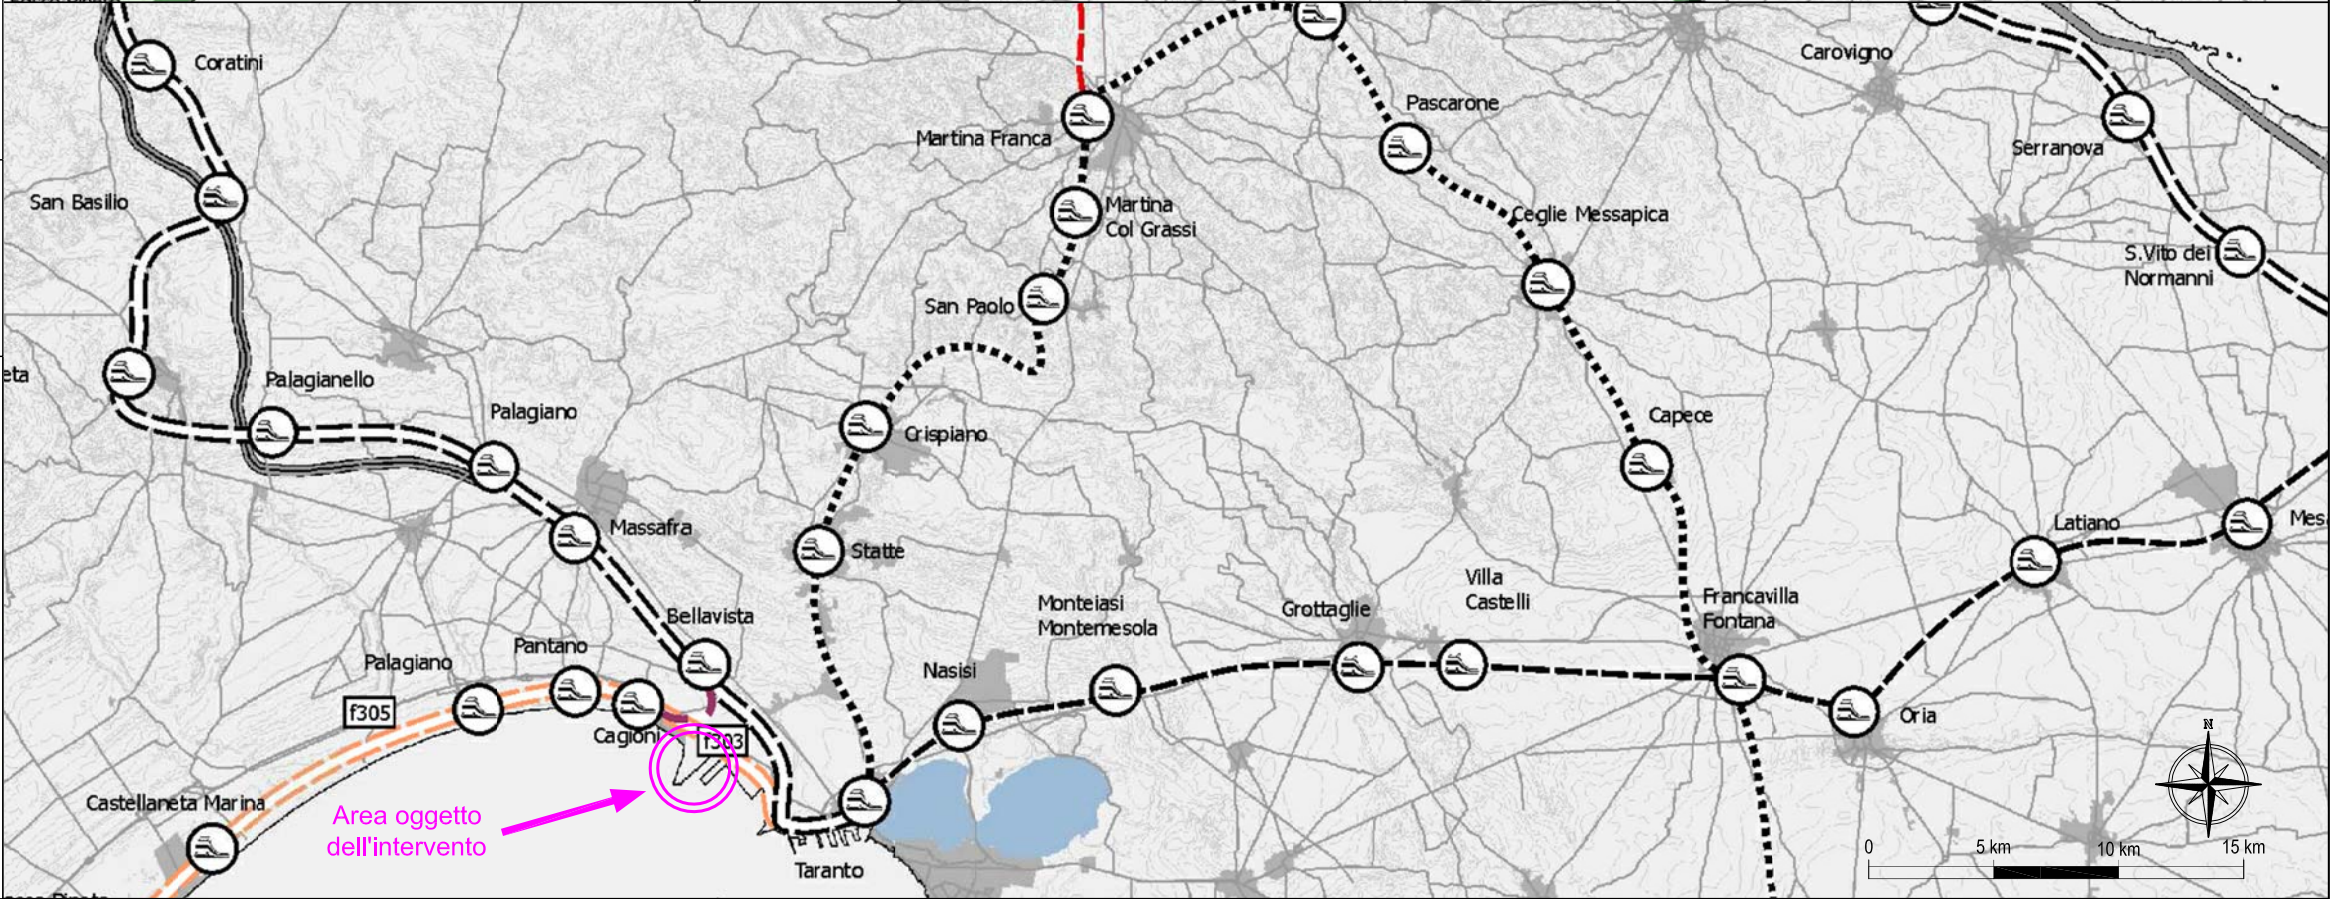 Coratini
Carovigno
Pascarone
Martina Franca
Serranova
San Basilio
Martina
Col Grassi
Ceglie Messapica
S.Vito dei
Normanni
San Paolo
eta
Palagianello
Palagiano
Capece
Crispiano
Massafra
Statte
Latiano
Mes
Villa
Castelli
Monteiasi
Montemesola
Grottaglie
Francavilla
Fontana
Bellavista
Pantano
Palagiano
Nasisi
f305
Cagioni
f303
Oria
N
Castellaneta Marina
Area oggetto
dell'intervento
Taranto
0 5 km 10 km 15 km